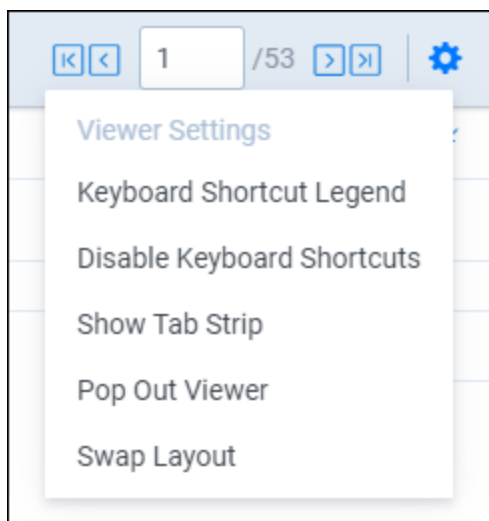 1 /53
Viewer Settings
Keyboard Shortcut Legend
Disable Keyboard Shortcuts
Show Tab Strip
Pop Out Viewer
Swap Layout